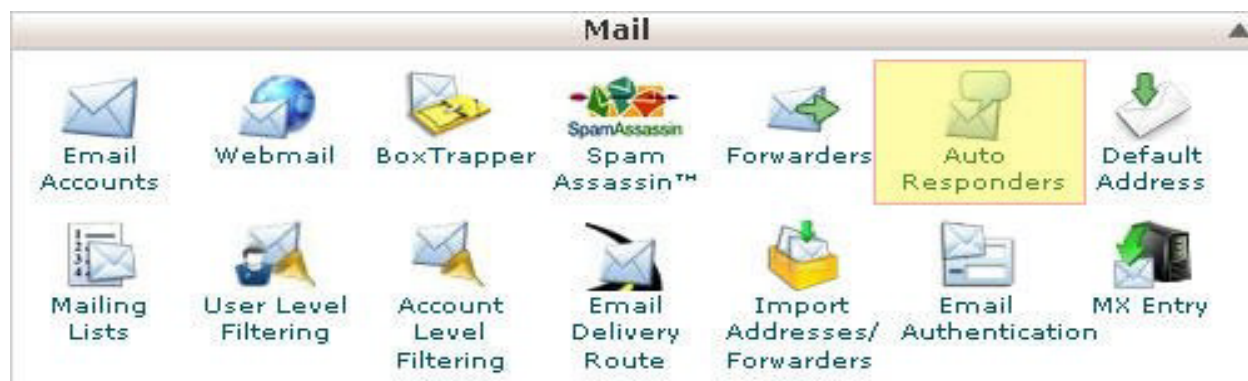 Mail
SpamAssassin
Email
Accounts
Webmail
BoxTrapper
Spam
Assassin™
Forwarders
Auto
Responders
Default
Address
Mailing
Lists
User Level
Filtering
Account
Level
Filtering
Email
Delivery
Route
Import
Addresses/
Forwarders
Email
Authentication
MX Entry